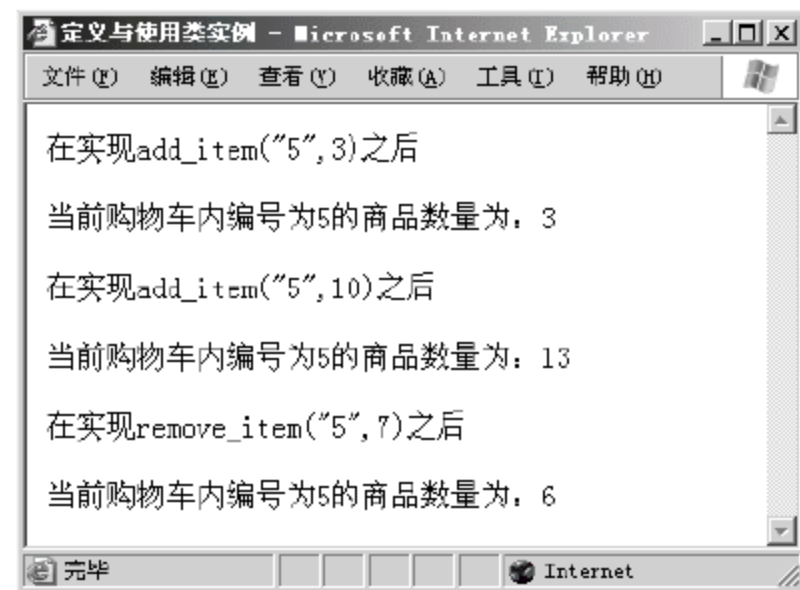 定义与使用类实例 - Microsoft Internet Explorer
文件(F) 编辑(E) 查看(V) 收藏(A) 工具(T) 帮助(H)
在实现add_item("5",3)之后
当前购物车内编号为5的商品数量为：3
在实现add_item("5",10)之后
当前购物车内编号为5的商品数量为：13
在实现remove_item("5",7)之后
当前购物车内编号为5的商品数量为：6
完毕 Internet